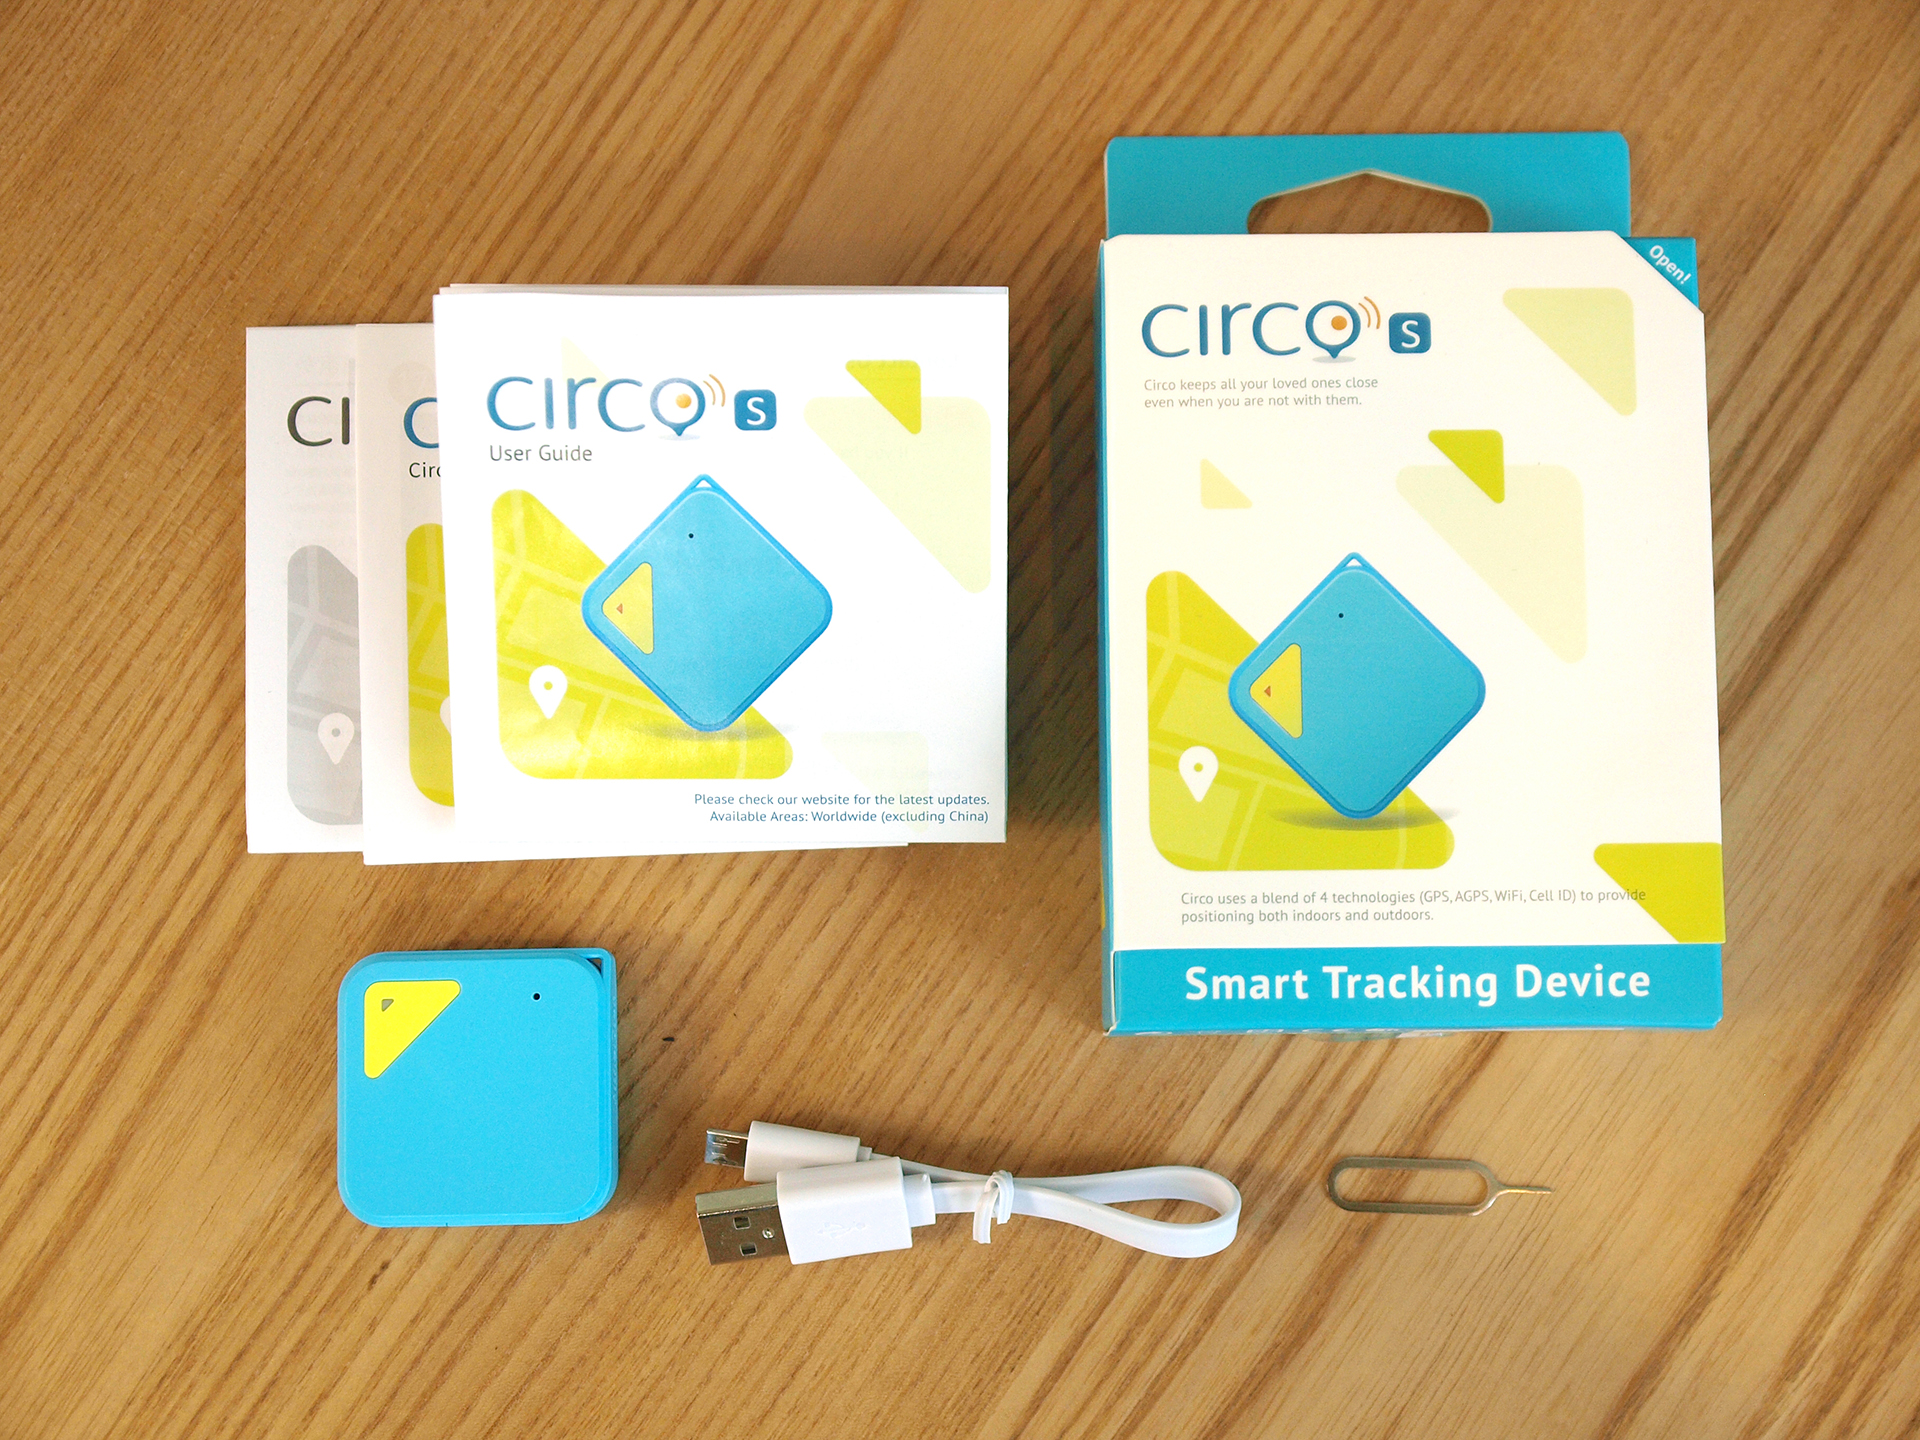 CI
C
Circ
circo S
User Guide
Please check our website for the latest updates.
Available Areas: Worldwide (excluding China)
Open!
circo S
Circo keeps all your loved ones close
even when you are not with them.
Circo uses a blend of 4 technologies (GPS, AGPS, WiFi, Cell ID) to provide
positioning both indoors and outdoors.
Smart Tracking Device